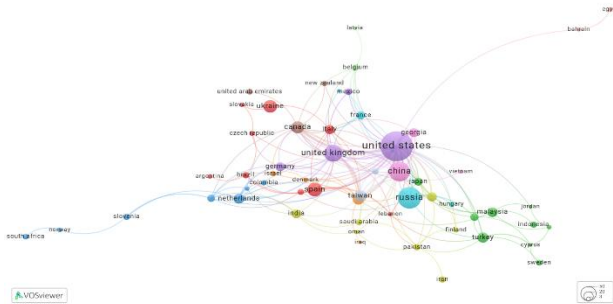 egypt
bahrain
latvia
belgium
new zealand
mexico
united arab emirates
slovakia
ukraine
france
canada
italy
georgia
czech republic
united states
united kingdom
germany
israel
china
vietnam
argentina
brazil
colombia
denmark
japan
spain
netherlands
taiwan
russia
hungary
lebanon
india
malaysia
jordan
slovenia
saudi arabia
indonesia
norway
oman
finland
south africa
iraq
pakistan
turkey
cyprus
sweden
iran
VOSviewer